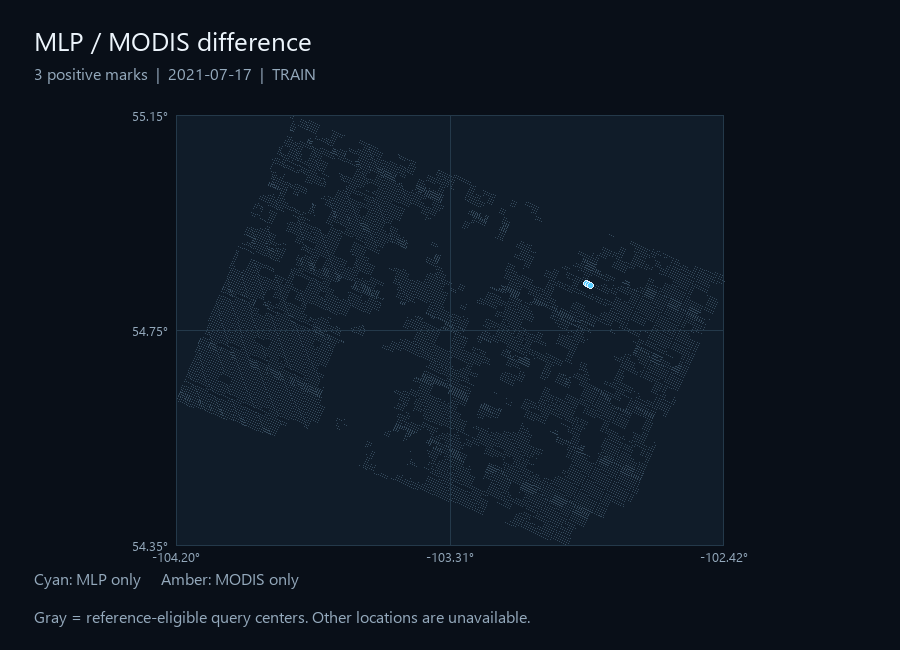 MLP / MODIS difference
3 positive marks | 2021-07-17 | TRAIN
55.15°
54.75°
54.35°
-104.20°
-103.31°
-102.42°
Cyan: MLP only Amber: MODIS only
Gray = reference-eligible query centers. Other locations are unavailable.